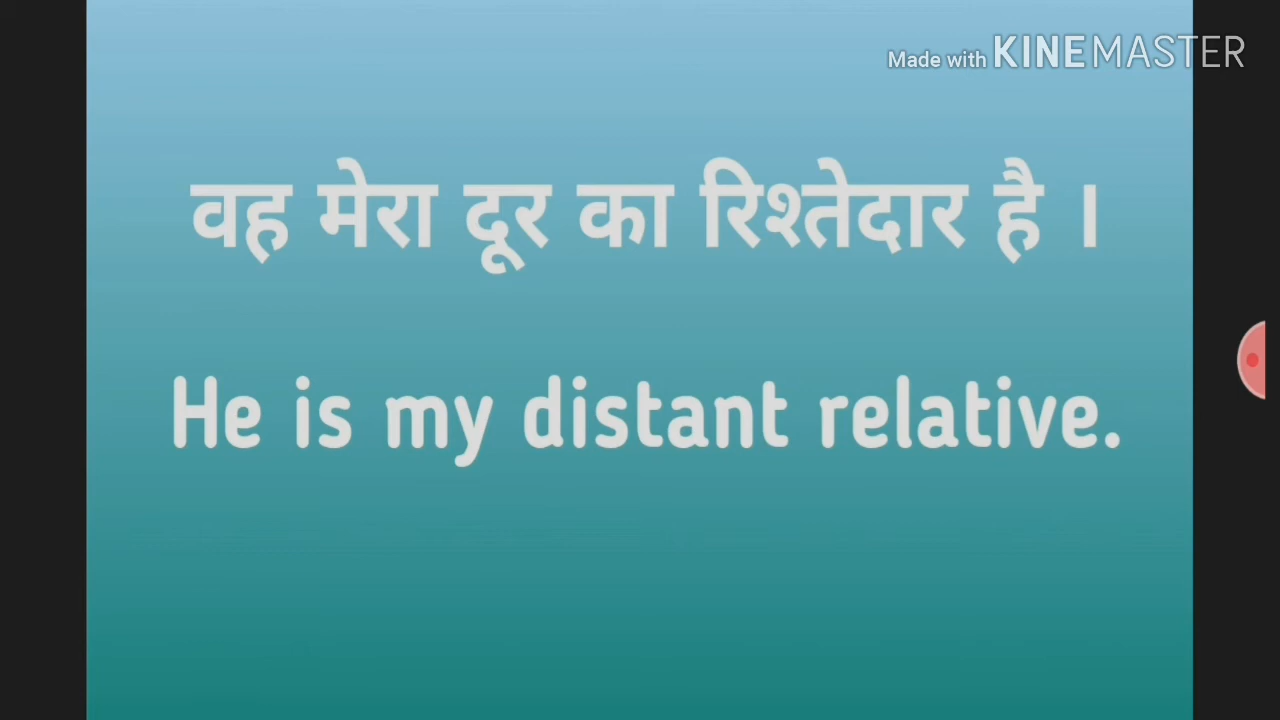 Made with KINEMASTER
वह मेरा दूर का रिश्तेदार है ।
He is my distant relative.